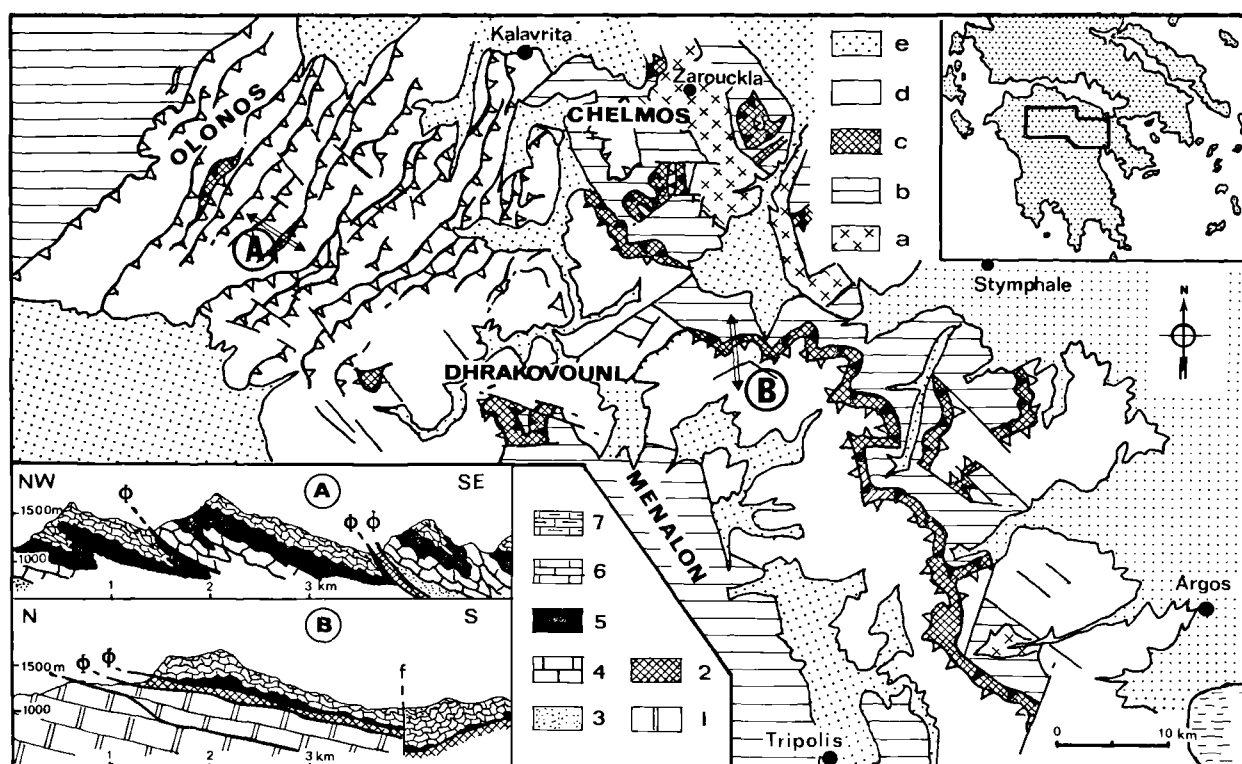 Kalavrita
Zarouckla
CHELMOS
OLONOS
A
e
d
c
b
a
Stymphale
N
DHRAKOVOUNI
B
MENALON
Argos
Tripolis
0 10 km
NW A SE
Φ Φ Φ
1500m
1000
1 2 3 km
N B S
Φ Φ f
1500m
1000
1 2 3 km
7
6
5
4 2
3 1